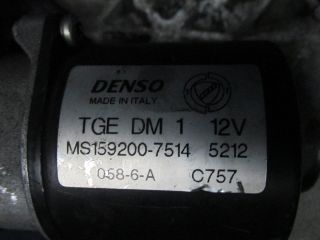 DENSO
MADE IN ITALY
TGE DM 1 12V
MS159200-7514 5212
058-6-A C757